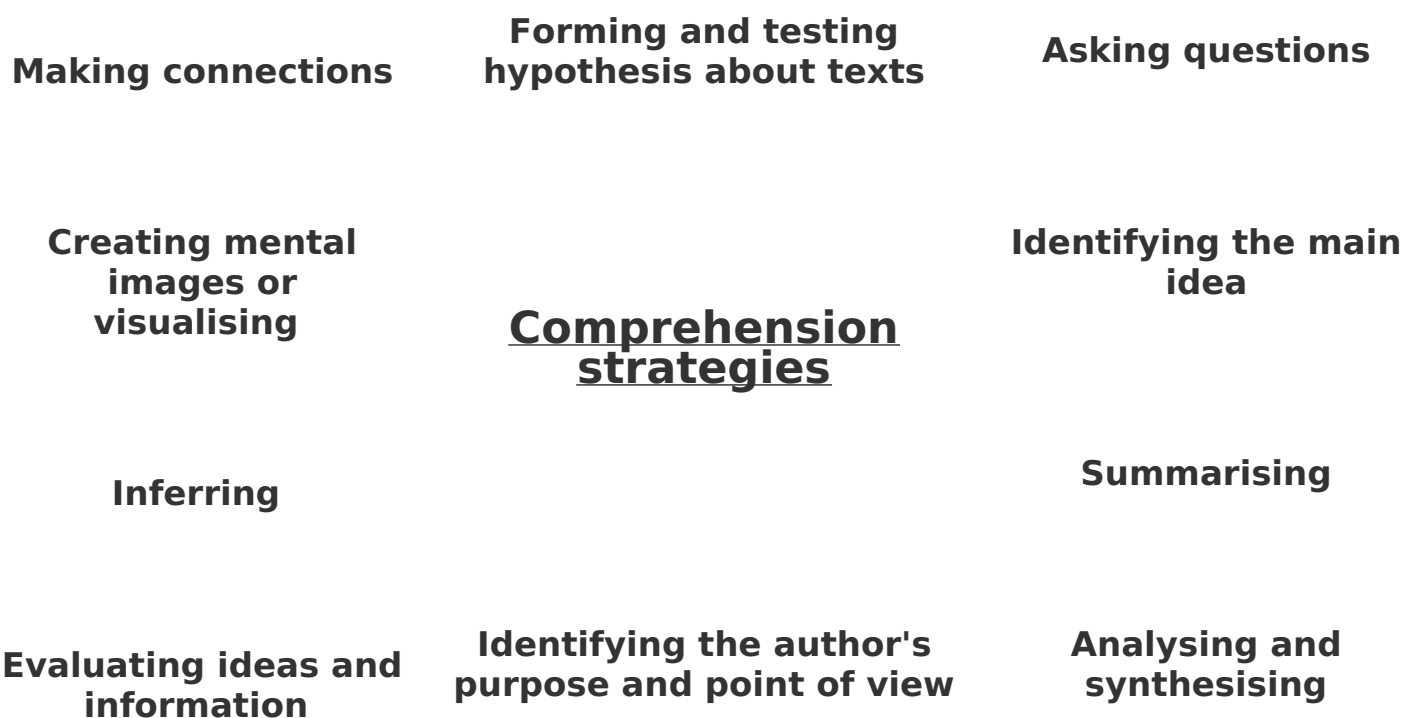 Making connections
Forming and testing
hypothesis about texts
Asking questions
Creating mental
images or
visualising
Identifying the main
idea
Comprehension
strategies
Inferring
Summarising
Evaluating ideas and
information
Identifying the author's
purpose and point of view
Analysing and
synthesising